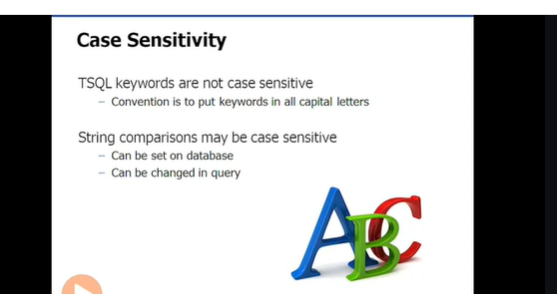 Case Sensitivity
TSQL keywords are not case sensitive
– Convention is to put keywords in all capital letters
String comparisons may be case sensitive
– Can be set on database
– Can be changed in query
ABC